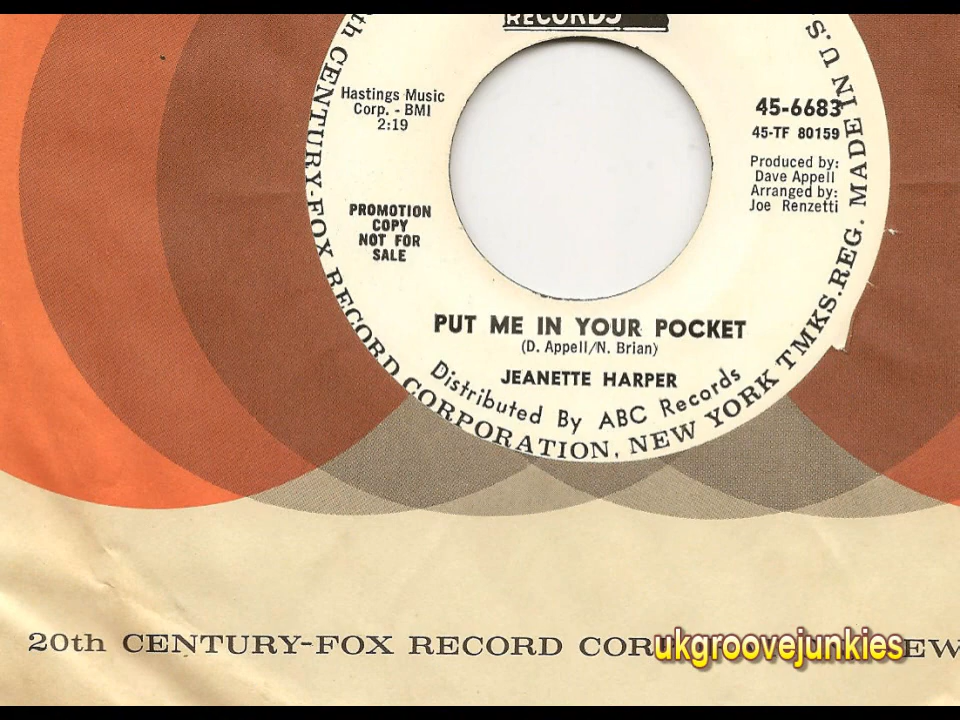 RECORDS
Hastings Music
Corp. - BMI
2:19
PROMOTION
COPY
NOT FOR
SALE
45-6683
45-TF 80159
Produced by:
Dave Appell
Arranged by:
Joe Renzetti
PUT ME IN YOUR POCKET
(D. Appell/N. Brian)
JEANETTE HARPER
Distributed By ABC Records
th CENTURY-FOX RECORD CORPORATION, NEW YORK TMKS. REG. MADE IN U.S.
20th CENTURY-FOX RECORD COR EW
ukgroovejunkies